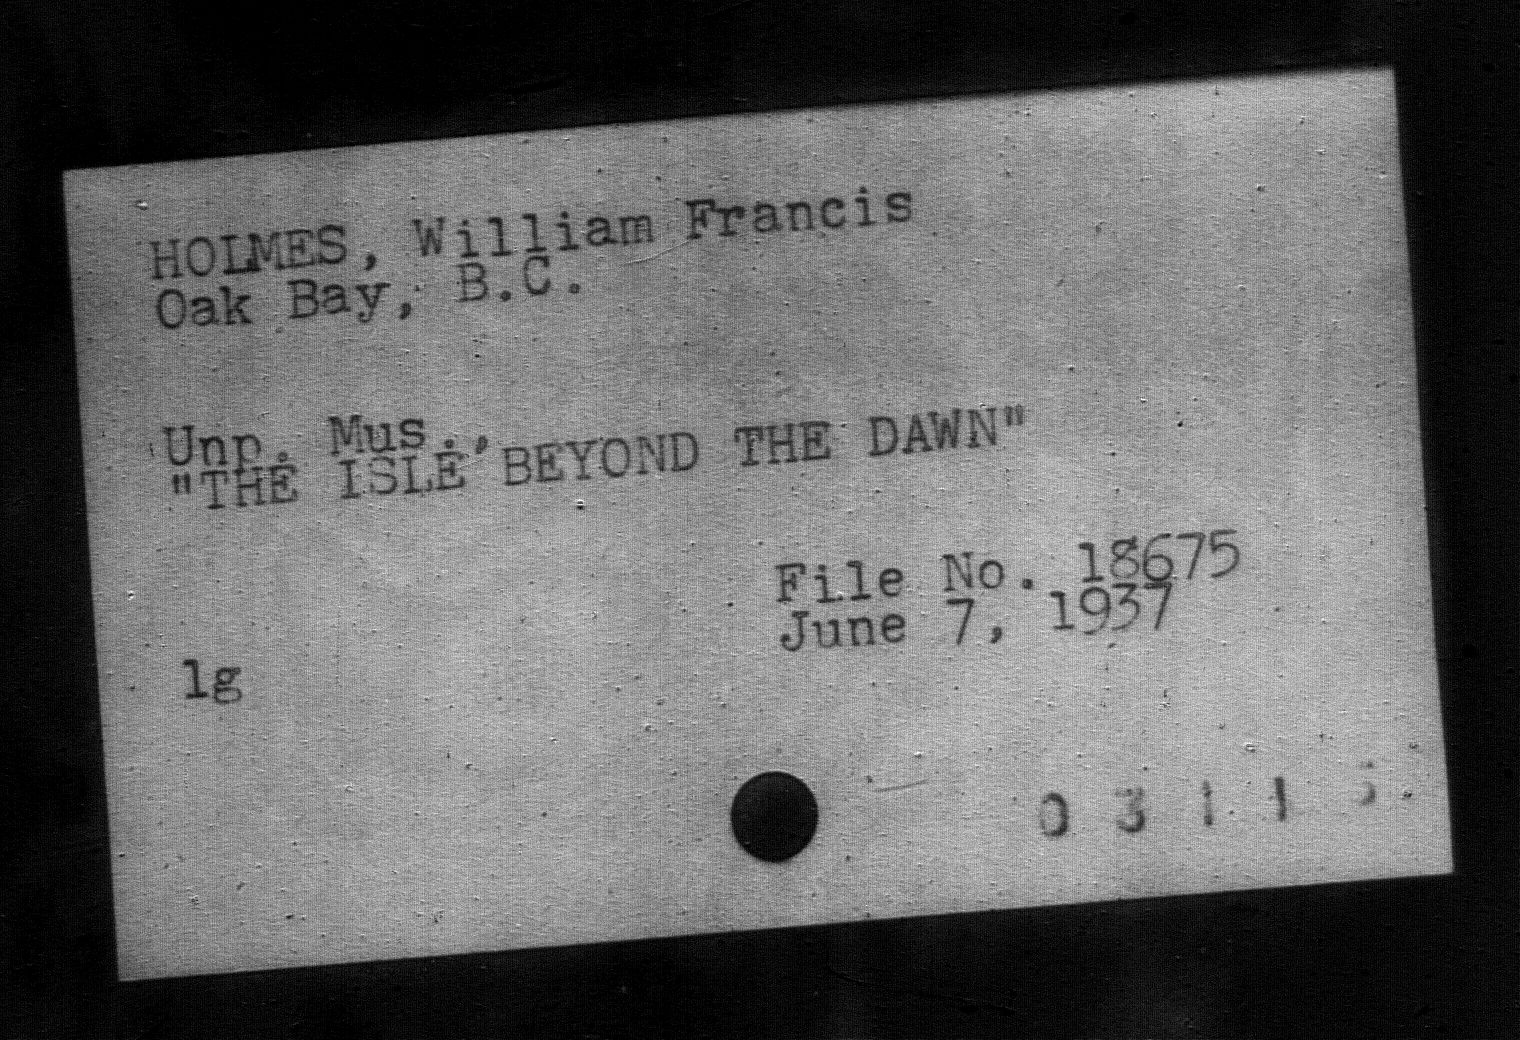 HOLMES, William Francis
Oak Bay, B.C.
Unp. Mus.,
"THE ISLE BEYOND THE DAWN"
File No. 18675
June 7, 1937
lg
0 3 1 1